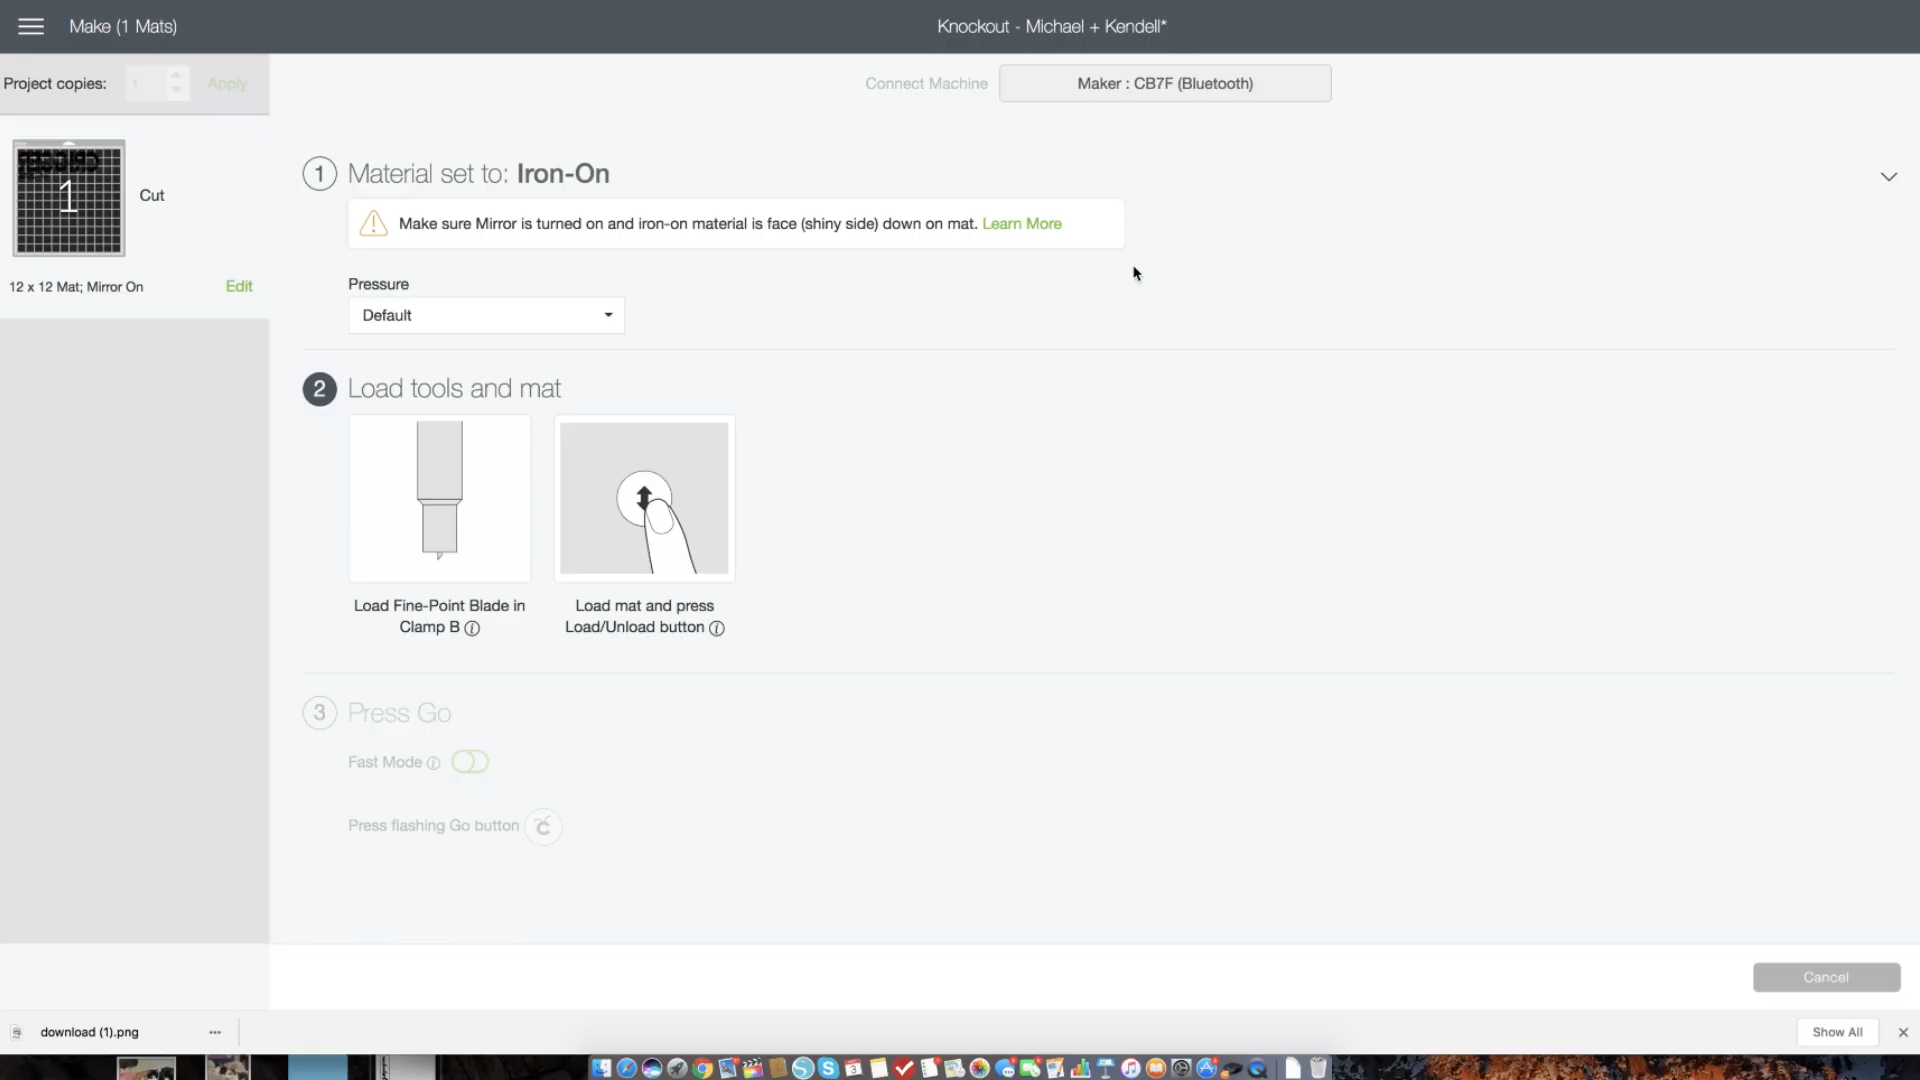 Make (1 Mats)
Knockout - Michael + Kendell*
Project copies:
1
Apply
Connect Machine
Maker : CB7F (Bluetooth)
1
Cut
12 x 12 Mat; Mirror On
Edit
1
Material set to: Iron-On
Make sure Mirror is turned on and iron-on material is face (shiny side) down on mat. Learn More
Pressure
Default
2
Load tools and mat
Load Fine-Point Blade in
Clamp B
Load mat and press
Load/Unload button
3
Press Go
Fast Mode
Press flashing Go button
Cancel
download (1).png
Show All